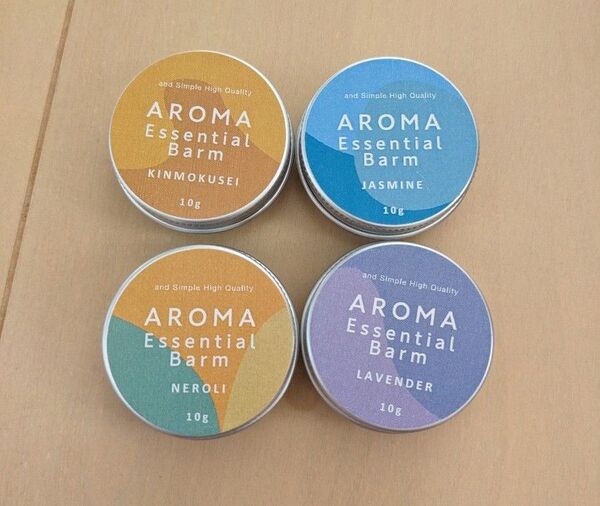 and Simple High Quality
AROMA
Essential
Barm
KINMOKUSEI
10g
and Simple High Quality
AROMA
Essential
Barm
JASMINE
10g
and Simple High Quality
AROMA
Essential
Barm
NEROLI
10g
and Simple High Quality
AROMA
Essential
Barm
LAVENDER
10g